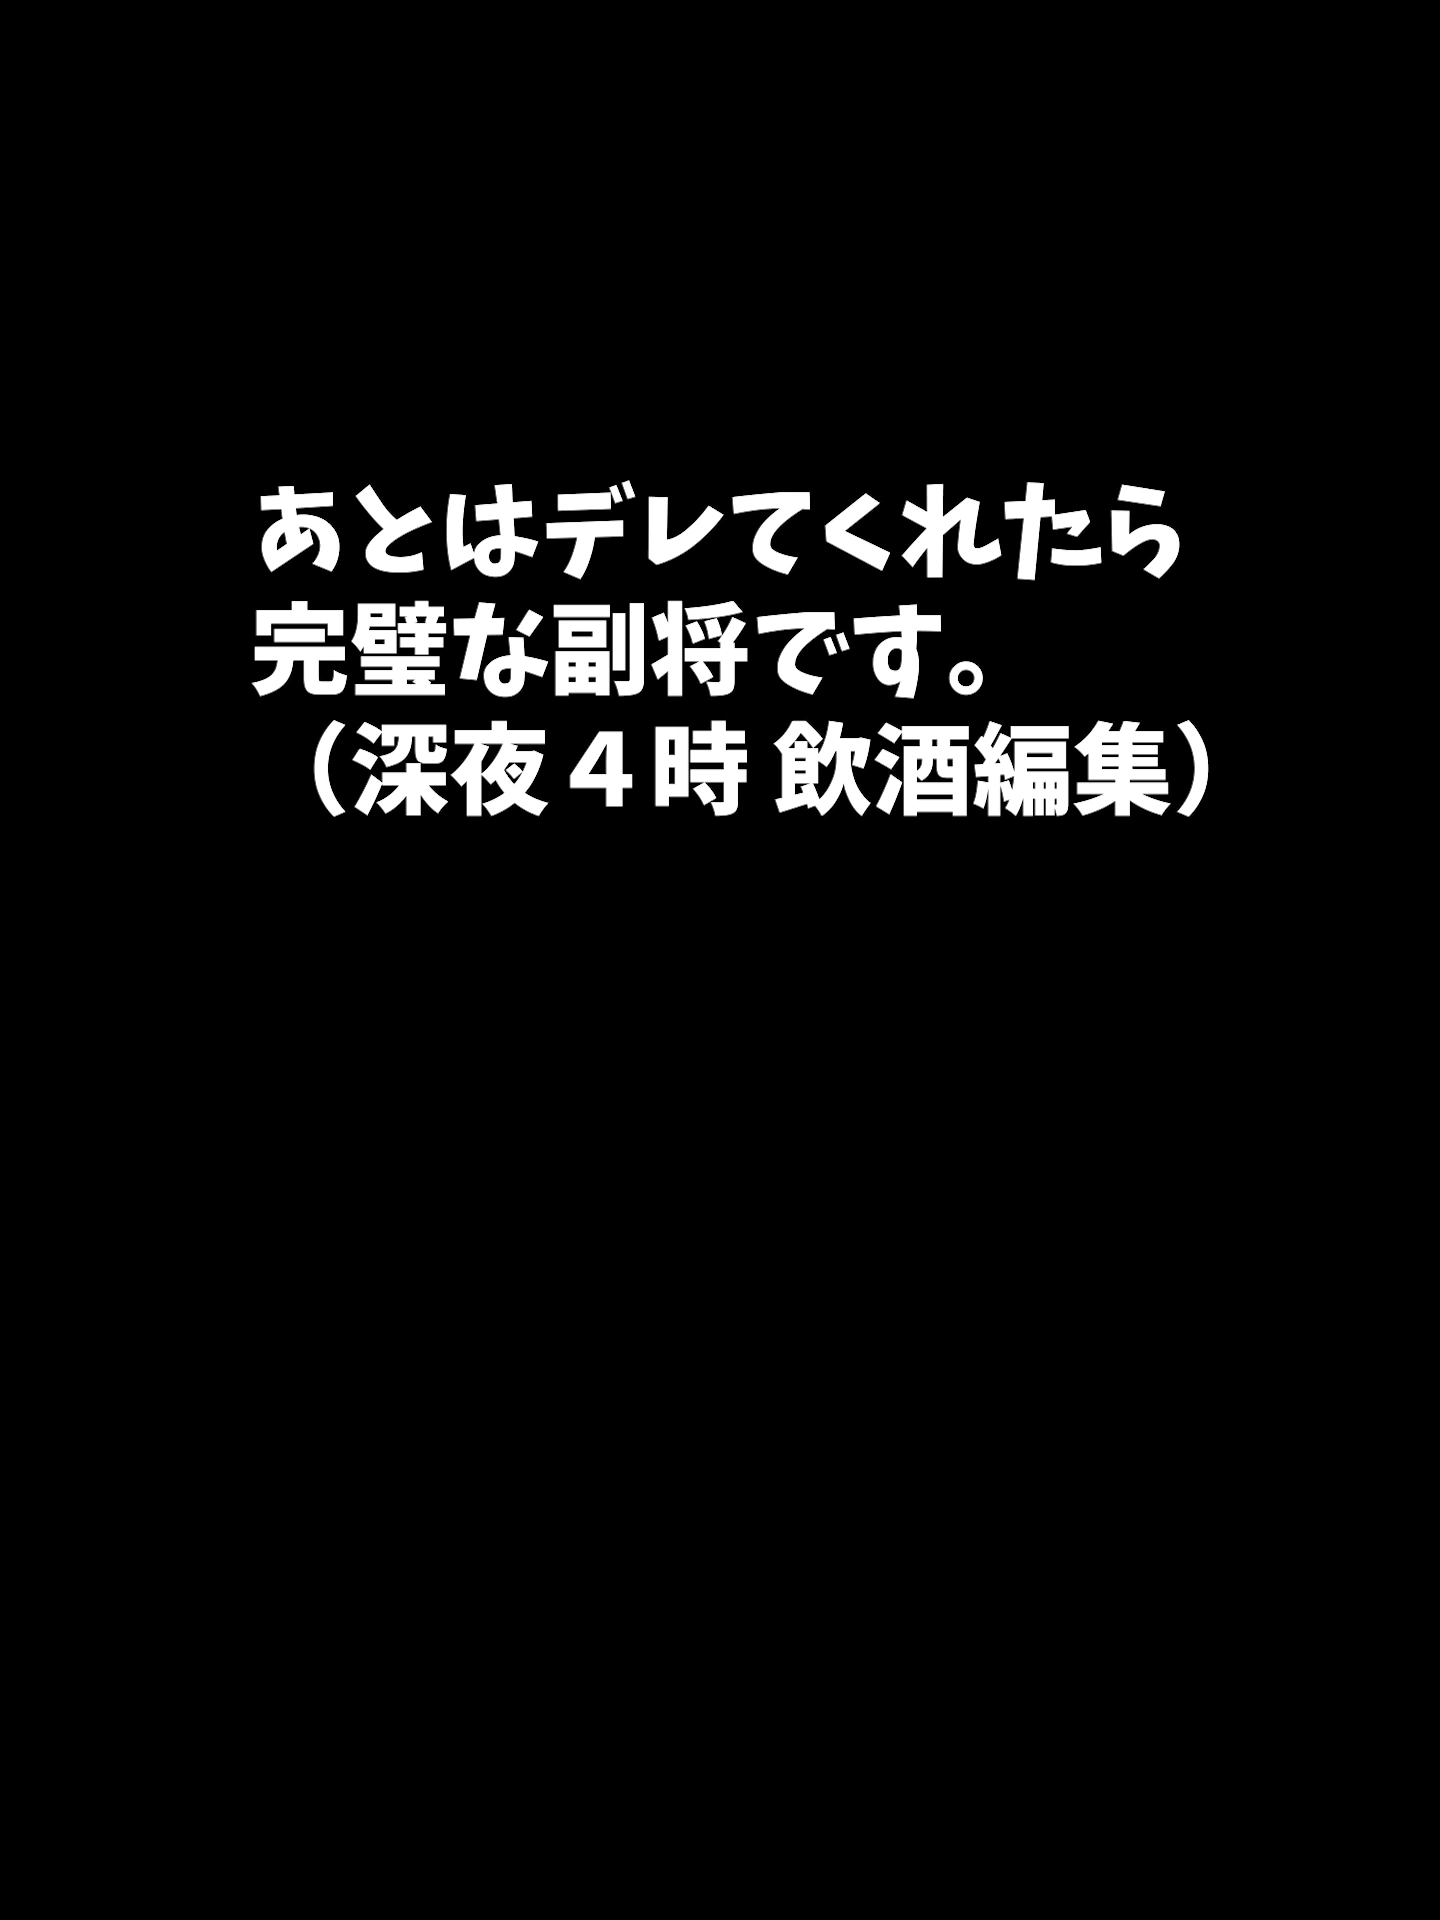 あとはデレてくれたら
完璧な副将です。
（深夜４時 飲酒編集）